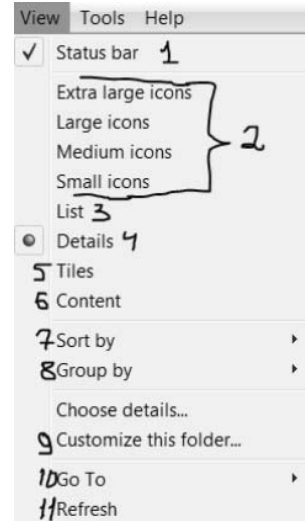 View Tools Help
✓ Status bar 1
Extra large icons
Large icons
Medium icons
Small icons
2
List 3
Details 4
5 Tiles
6 Content
7 Sort by
8 Group by
Choose details...
9 Customize this folder...
10 Go To
11 Refresh